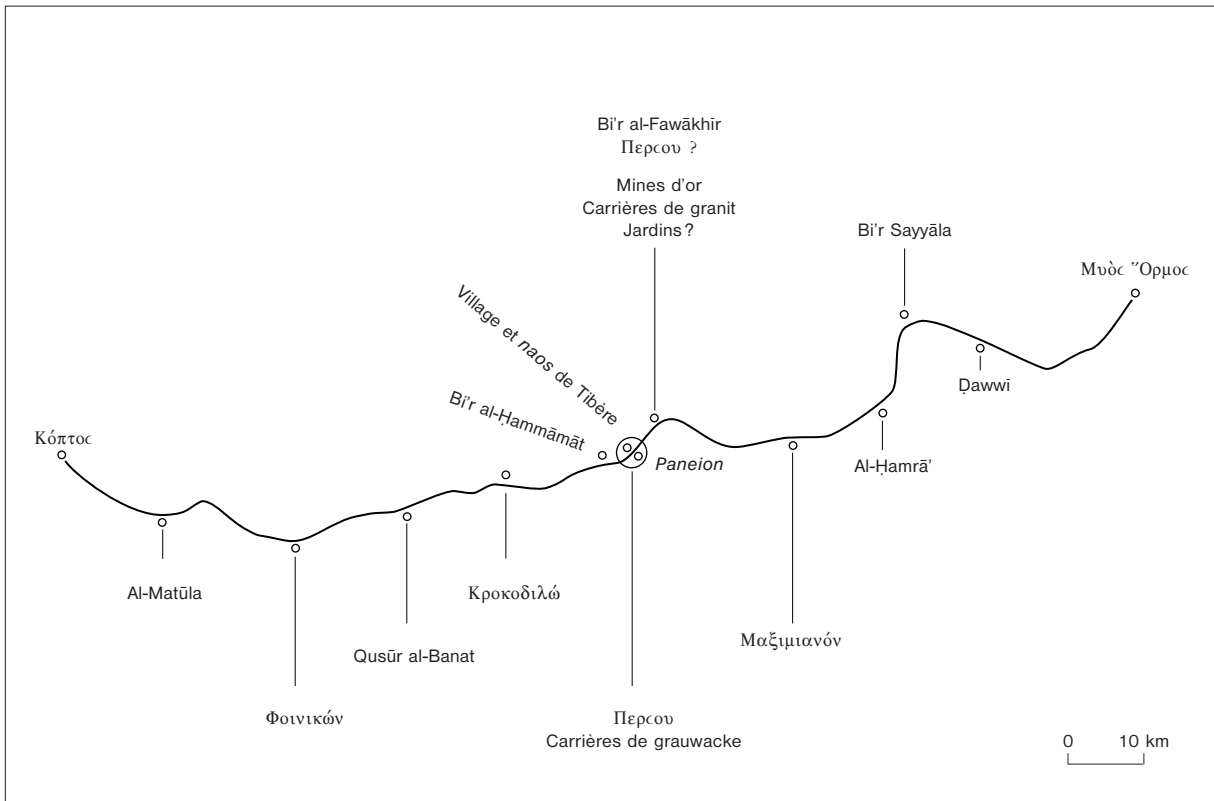 Bi'r al-Fawākhir
Περσου ?
Mines d'or
Carrières de granit
Jardins ?
Bi'r Sayyāla
Μυὸς Ὅρμος
Village et naos de Tibère
Bi'r al-Ḥammāmāt
Κόπτος
Paneion
Ḍawwī
Al-Ḥamrā'
Al-Matūla
Κροκοδιλώ
Μαξιμιανόν
Qusūr al-Banat
Φοινικών
Περσου
Carrières de grauwacke
0 10 km